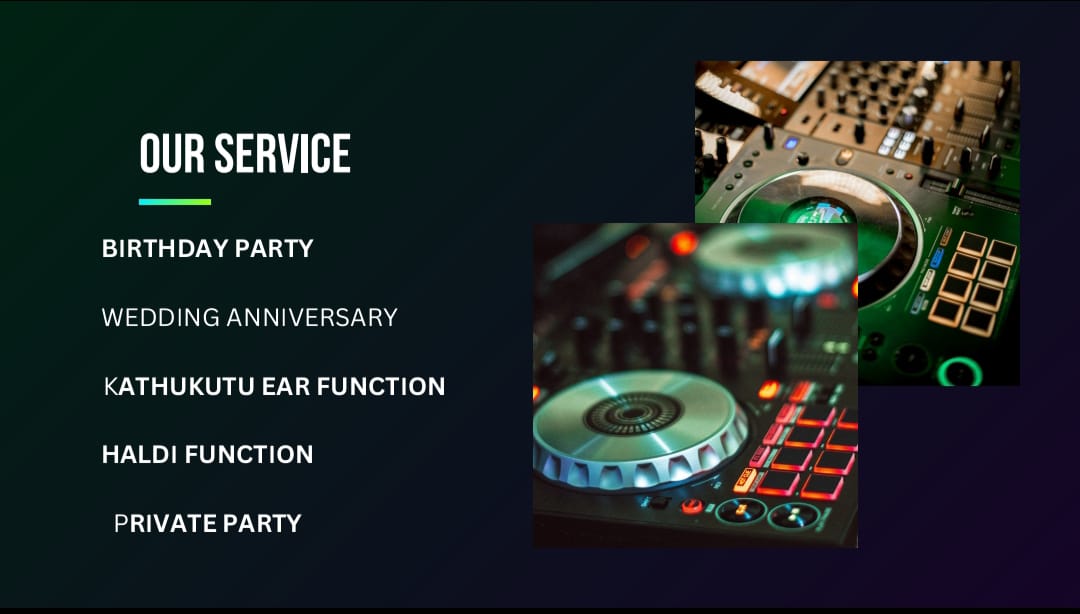 OUR SERVICE
BIRTHDAY PARTY
WEDDING ANNIVERSARY
KATHUKUTU EAR FUNCTION
HALDI FUNCTION
PRIVATE PARTY